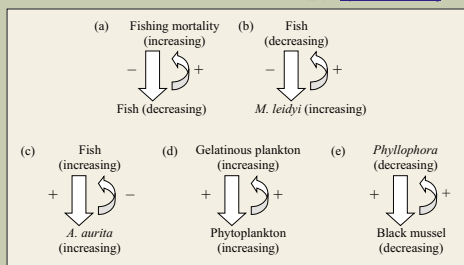 (a) Fishing mortality (b) Fish
(increasing) (decreasing)
− + − +
Fish (decreasing) M. leidyi (increasing)
(c) Fish (d) Gelatinous plankton (e) Phyllophora
(increasing) (increasing) (decreasing)
+ − + + + +
A. aurita Phytoplankton Black mussel
(increasing) (increasing) (decreasing)